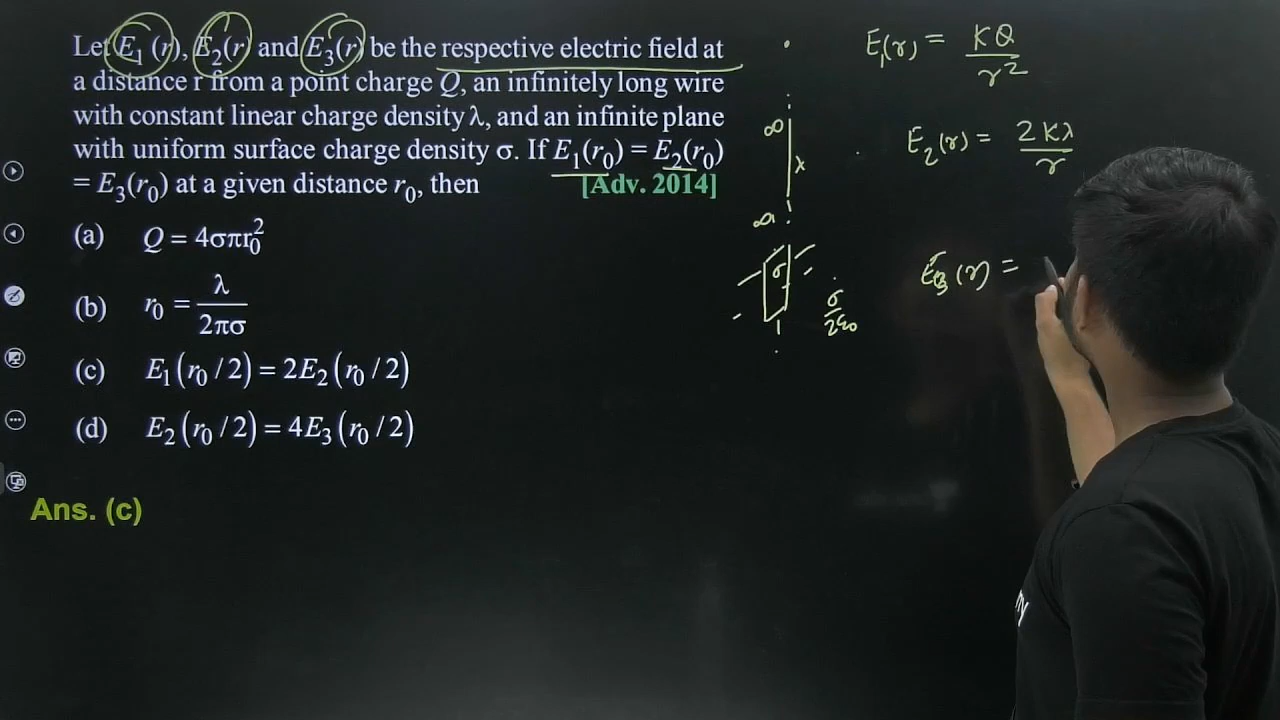 Let E₁(r), E₂(r) and E₃(r) be the respective electric field at
a distance r from a point charge Q, an infinitely long wire
with constant linear charge density λ, and an infinite plane
with uniform surface charge density σ. If E₁(r₀) = E₂(r₀)
= E₃(r₀) at a given distance r₀, then [Adv. 2014]
(a) Q = 4σπr₀²
(b) r₀ = λ/2πσ
(c) E₁(r₀/2) = 2E₂(r₀/2)
(d) E₂(r₀/2) = 4E₃(r₀/2)
Ans. (c)
E₁(r) = KQ/r²
∞
λ
∞
E₂(r) = 2Kλ/r
σ
σ/2ε₀
E₃(r) =